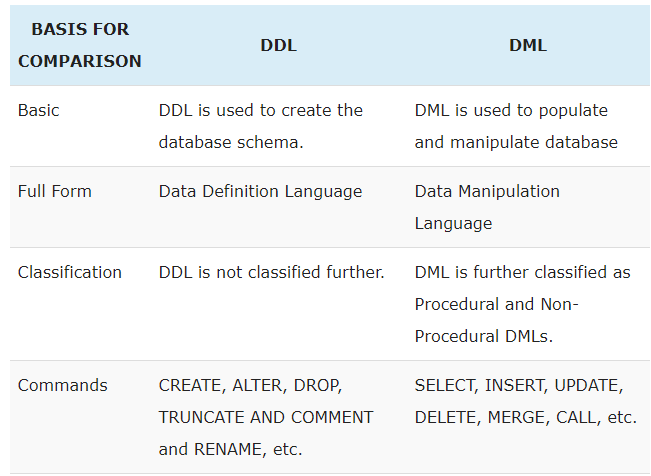 BASIS FOR
COMPARISON
DDL
DML
Basic
DDL is used to create the
database schema.
DML is used to populate
and manipulate database
Full Form
Data Definition Language
Data Manipulation
Language
Classification
DDL is not classified further.
DML is further classified as
Procedural and Non-
Procedural DMLs.
Commands
CREATE, ALTER, DROP,
TRUNCATE AND COMMENT
and RENAME, etc.
SELECT, INSERT, UPDATE,
DELETE, MERGE, CALL, etc.